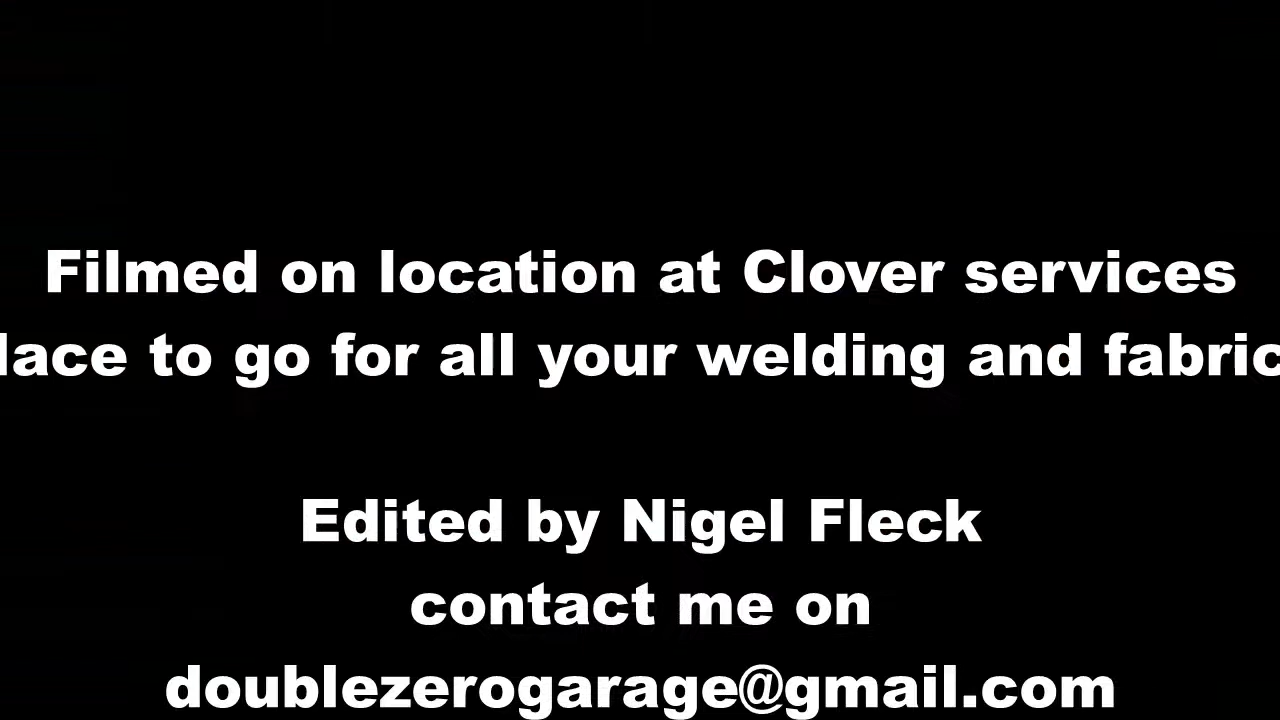 Filmed on location at Clover services
lace to go for all your welding and fabric
Edited by Nigel Fleck
contact me on
doublezerogarage@gmail.com